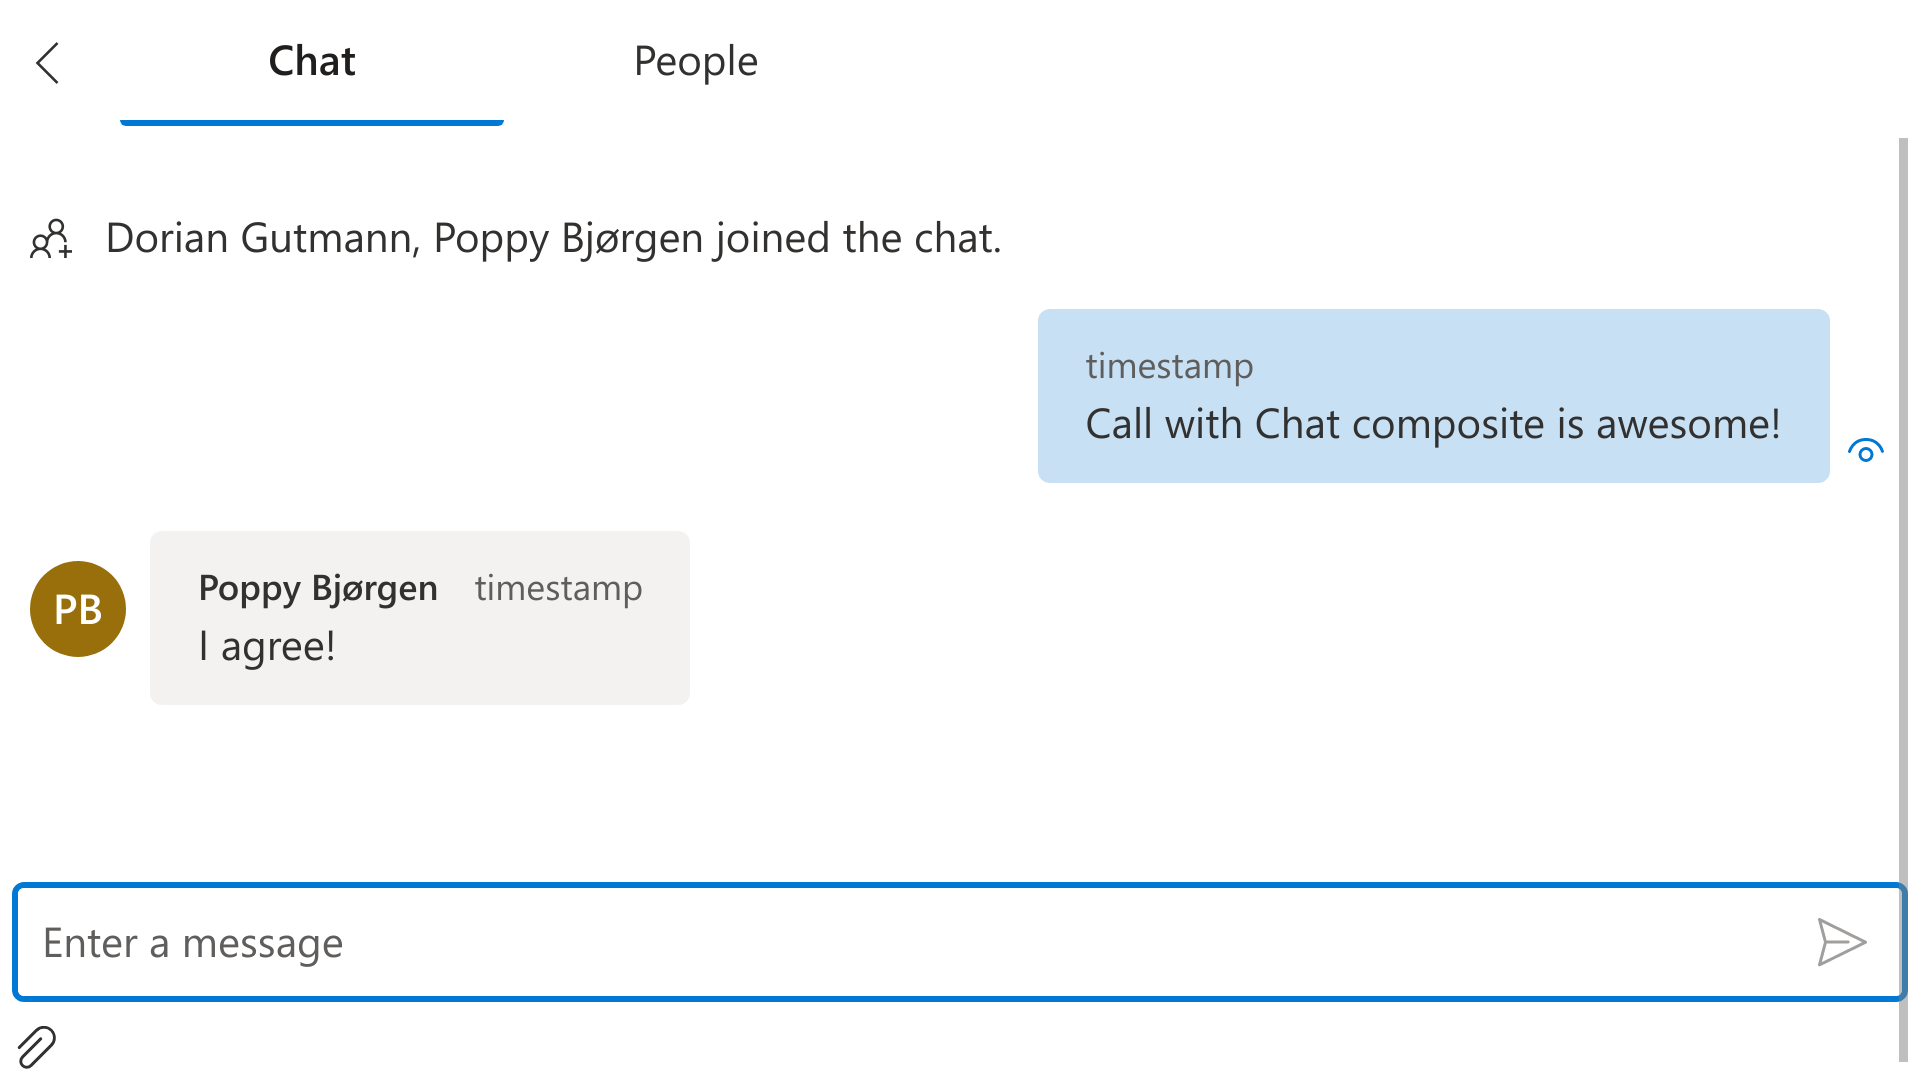 Chat
People
Dorian Gutmann, Poppy Bjørgen joined the chat.
timestamp
Call with Chat composite is awesome!
PB
Poppy Bjørgen timestamp
I agree!
Enter a message